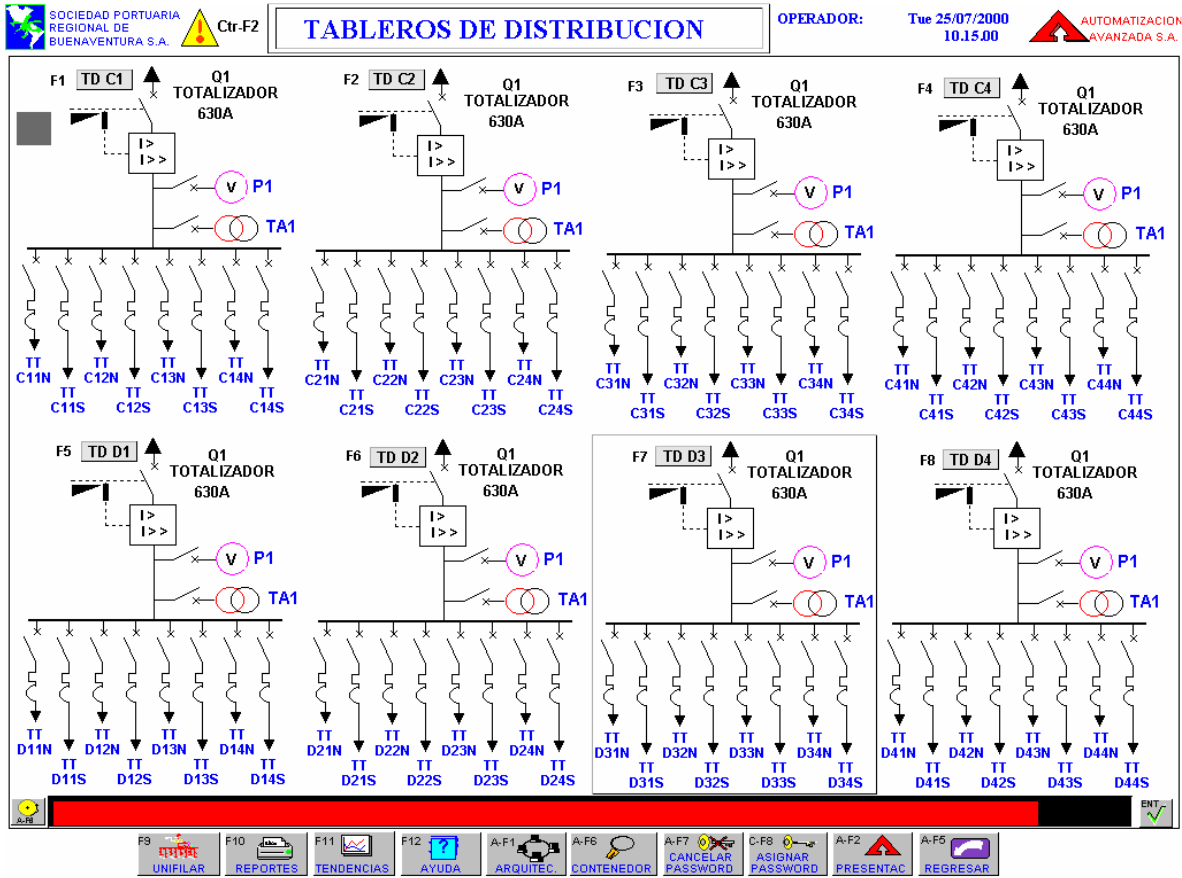 SOCIEDAD PORTUARIA
REGIONAL DE
BUENAVENTURA S.A.
Ctr-F2
TABLEROS DE DISTRIBUCION
OPERADOR:
Tue 25/07/2000
10.15.00
AUTOMATIZACION
AVANZADA S.A.
F1 TD C1 Q1
TOTALIZADOR
630A
I>
I>>
V P1
TA1
TT TT TT TT
C11N C12N C13N C14N
TT TT TT TT
C11S C12S C13S C14S
F2 TD C2 Q1
TOTALIZADOR
630A
I>
I>>
V P1
TA1
TT TT TT TT
C21N C22N C23N C24N
TT TT TT TT
C21S C22S C23S C24S
F3 TD C3 Q1
TOTALIZADOR
630A
I>
I>>
V P1
TA1
TT TT TT TT
C31N C32N C33N C34N
TT TT TT TT
C31S C32S C33S C34S
F4 TD C4 Q1
TOTALIZADOR
630A
I>
I>>
V P1
TA1
TT TT TT TT
C41N C42N C43N C44N
TT TT TT TT
C41S C42S C43S C44S
F5 TD D1 Q1
TOTALIZADOR
630A
I>
I>>
V P1
TA1
TT TT TT TT
D11N D12N D13N D14N
TT TT TT TT
D11S D12S D13S D14S
F6 TD D2 Q1
TOTALIZADOR
630A
I>
I>>
V P1
TA1
TT TT TT TT
D21N D22N D23N D24N
TT TT TT TT
D21S D22S D23S D24S
F7 TD D3 Q1
TOTALIZADOR
630A
I>
I>>
V P1
TA1
TT TT TT TT
D31N D32N D33N D34N
TT TT TT TT
D31S D32S D33S D34S
F8 TD D4 Q1
TOTALIZADOR
630A
I>
I>>
V P1
TA1
TT TT TT TT
D41N D42N D43N D44N
TT TT TT TT
D41S D42S D43S D44S
ENT
F9 UNIFILAR
F10 REPORTES
F11 TENDENCIAS
F12 ? AYUDA
A-F1 ARQUITEC.
A-F6 CONTENEDOR
A-F7 CANCELAR PASSWORD
C-F8 ASIGNAR PASSWORD
A-F2 PRESENTAC
A-F5 REGRESAR